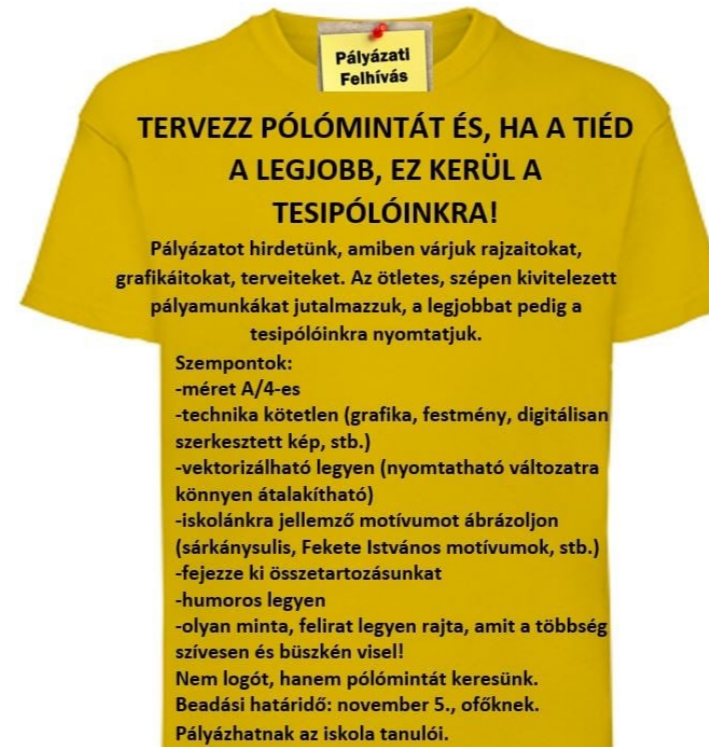 Pályázati
Felhívás
TERVEZZ PÓLÓMINTÁT ÉS, HA A TIÉD
A LEGJOBB, EZ KERÜL A
TESIPÓLÓINKRA!
Pályázatot hirdetünk, amiben várjuk rajzaitokat,
grafikáitokat, terveiteket. Az ötletes, szépen kivitelezett
pályamunkákat jutalmazzuk, a legjobbat pedig a
tesipólóinkra nyomtatjuk.
Szempontok:
-méret A/4-es
-technika kötetlen (grafika, festmény, digitálisan
szerkesztett kép, stb.)
-vektorizálható legyen (nyomtatható változatra
könnyen átalakítható)
-iskolánkra jellemző motívumot ábrázoljon
(sárkánysulis, Fekete István motívumok, stb.)
-fejezze ki összetartozásunkat
-humoros legyen
-olyan minta, felirat legyen rajta, amit a többség
szívesen és büszkén visel!
Nem logót, hanem pólómintát keresünk.
Beadási határidő: november 5., ofőknek.
Pályázhatnak az iskola tanulói.